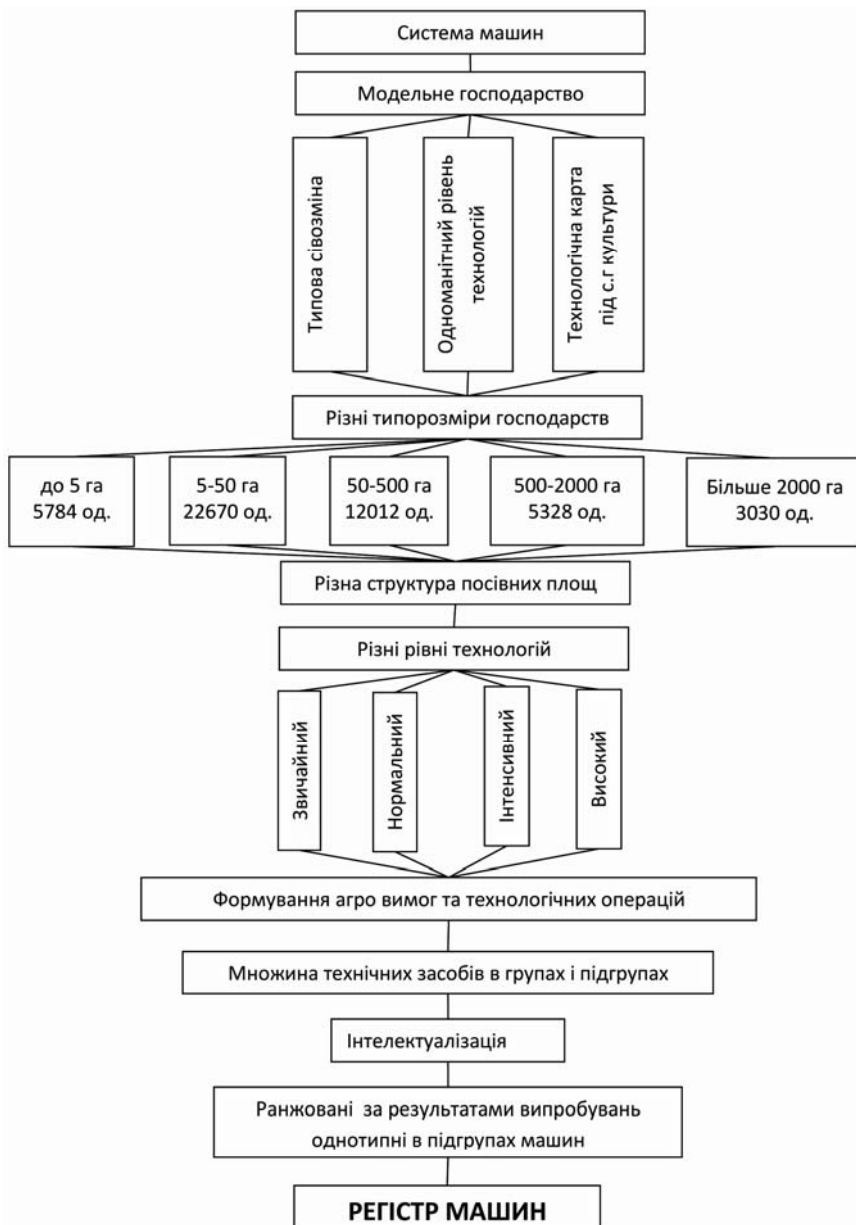 Система машин
Модельне господарство
Типова сівозміна
Одноманітний рівень
технологій
Технологічна карта
під с.г культури
Різні типорозміри господарств
до 5 га
5784 од.
5-50 га
22670 од.
50-500 га
12012 од.
500-2000 га
5328 од.
Більше 2000 га
3030 од.
Різна структура посівних площ
Різні рівні технологій
Звичайний
Нормальний
Інтенсивний
Високий
Формування агро вимог та технологічних операцій
Множина технічних засобів в групах і підгрупах
Інтелектуалізація
Ранжовані за результатами випробувань
однотипні в підгрупах машин
РЕГІСТР МАШИН